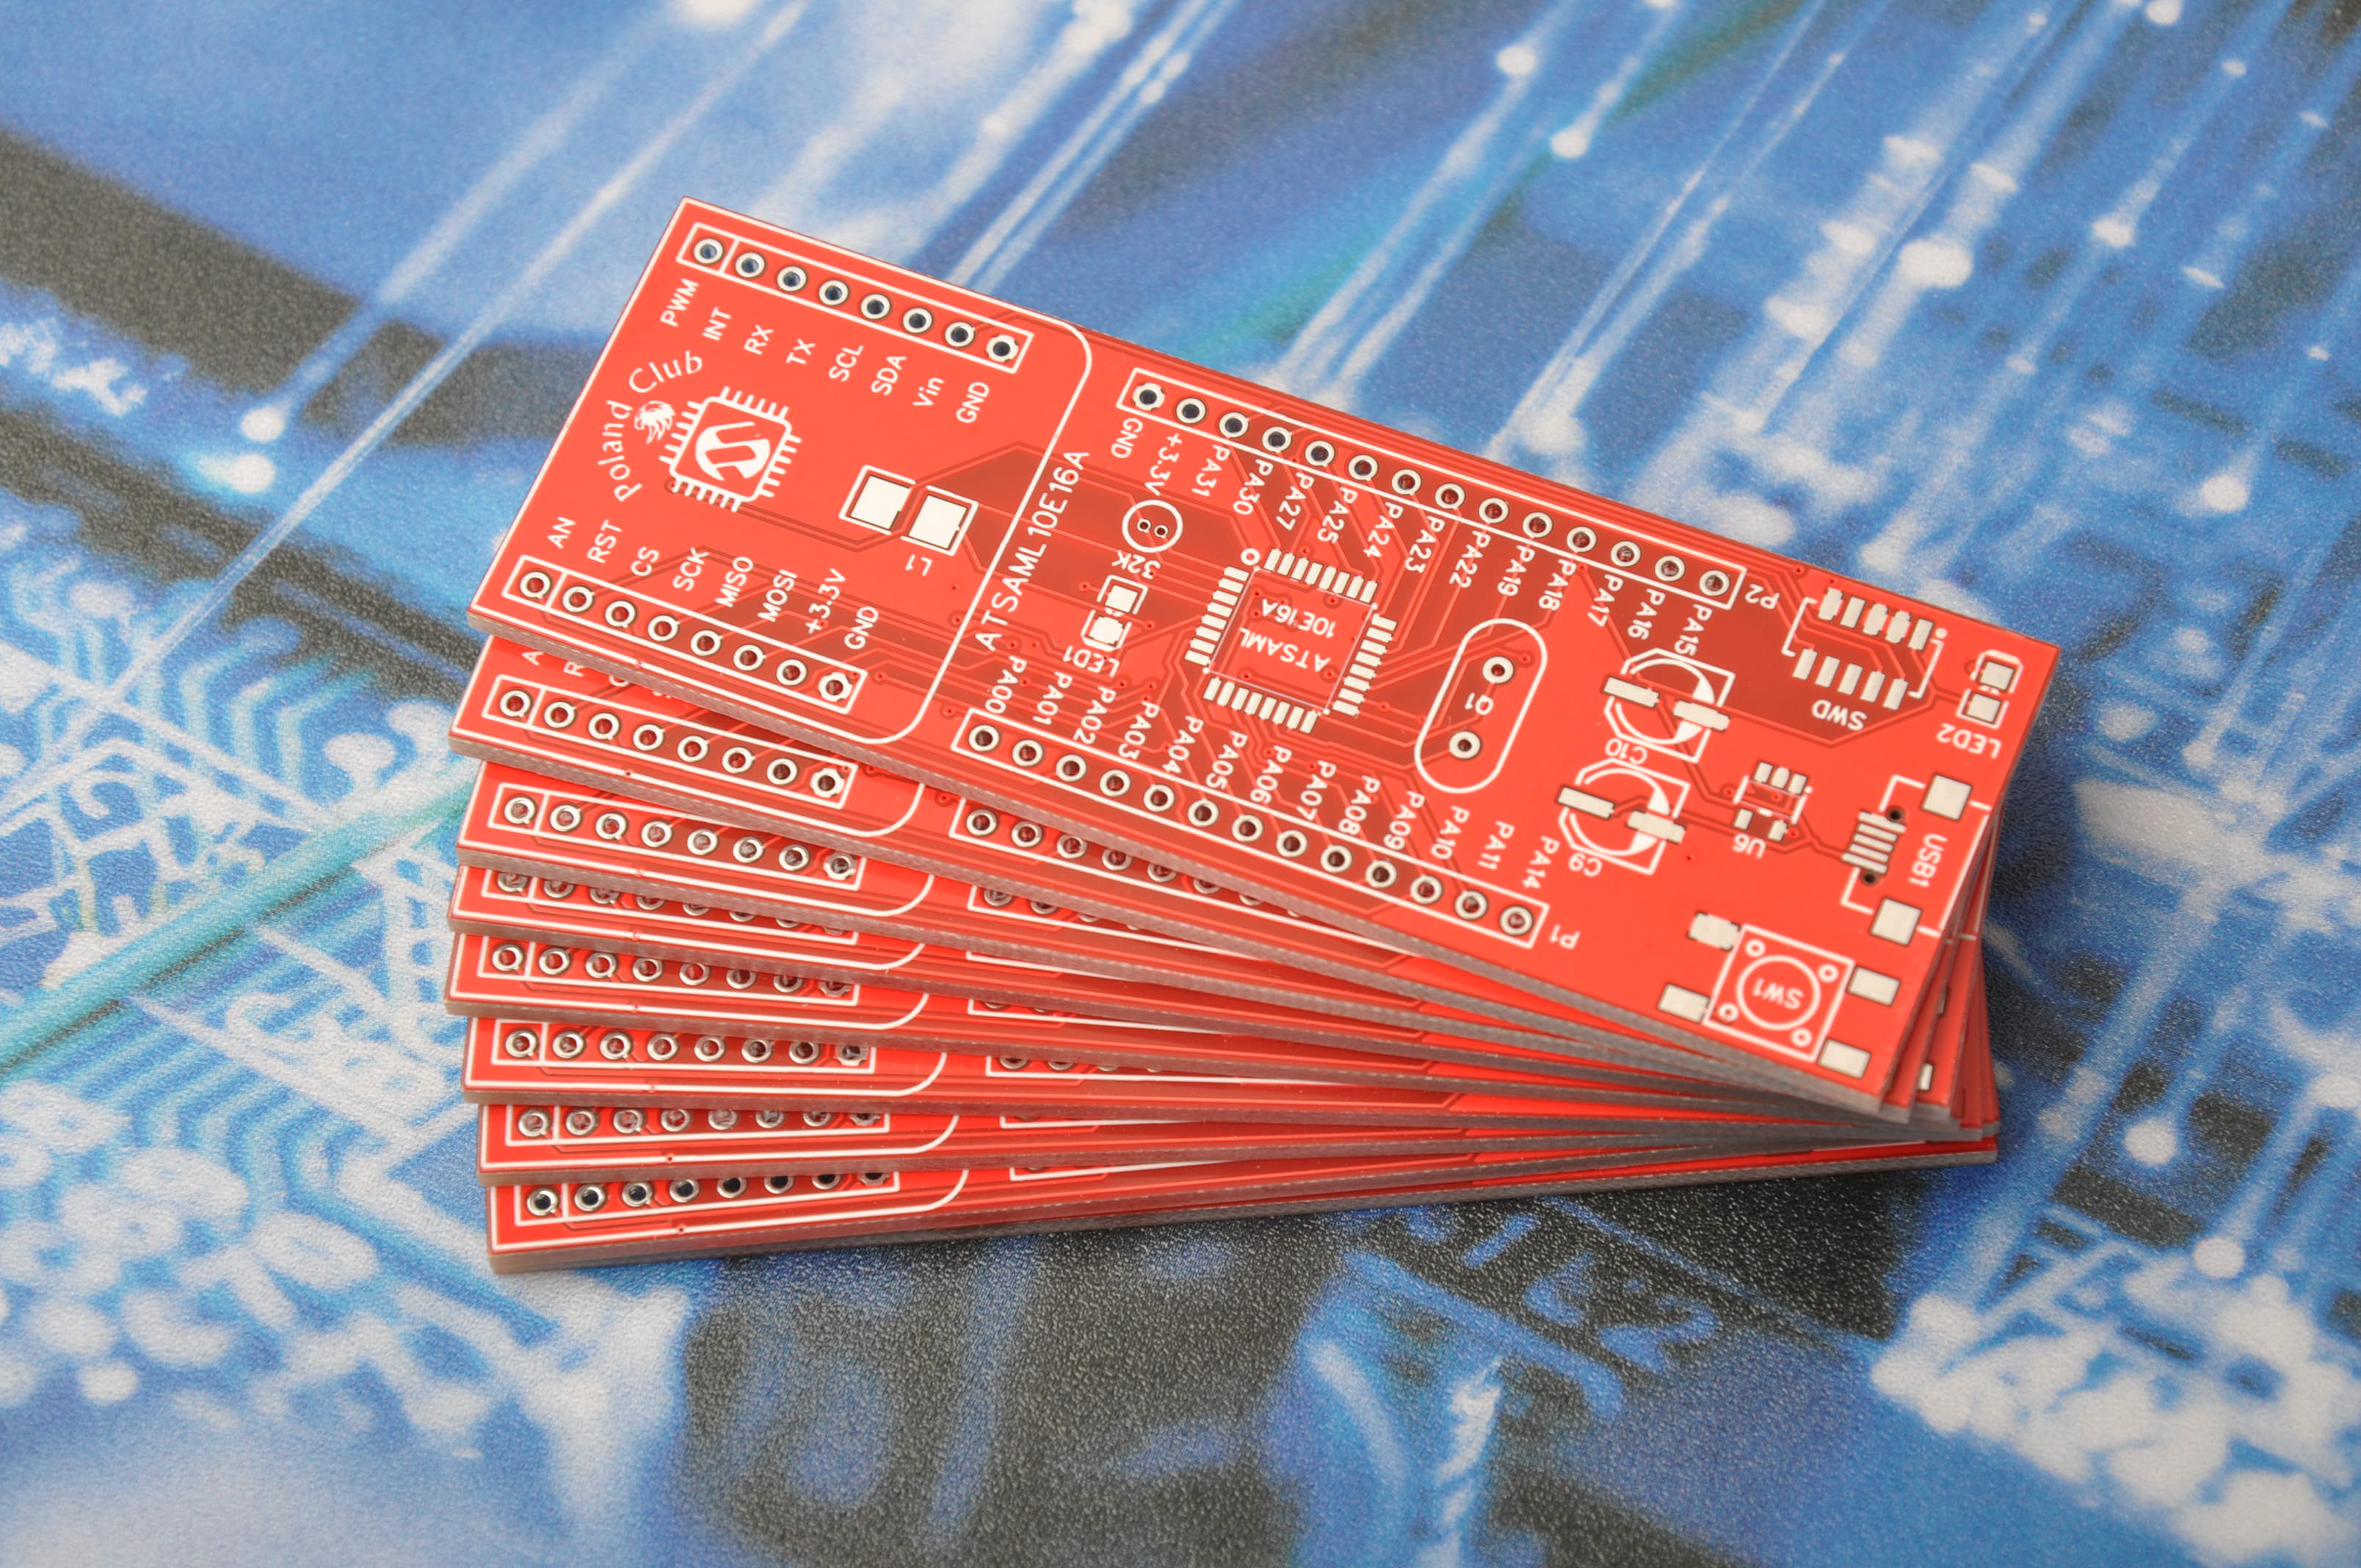 PWM
INT
RX
TX
SCL
SDA
Vin
GND
Poland Club
AN
RST
CS
SCK
MISO
MOSI
+3.3V
GND
L1
ATSAML10E16A
GND
+3.3V
PA31
PA30
PA27
PA25
PA24
PA23
PA22
PA19
PA18
PA17
PA16
PA15
P2
32K
LED1
ATSAML
10E16A
Q1
PA00
PA01
PA02
PA03
PA04
PA05
PA06
PA07
PA08
PA09
PA10
PA11
PA14
P1
C10
C9
SWD
LED2
U6
USB1
SW1